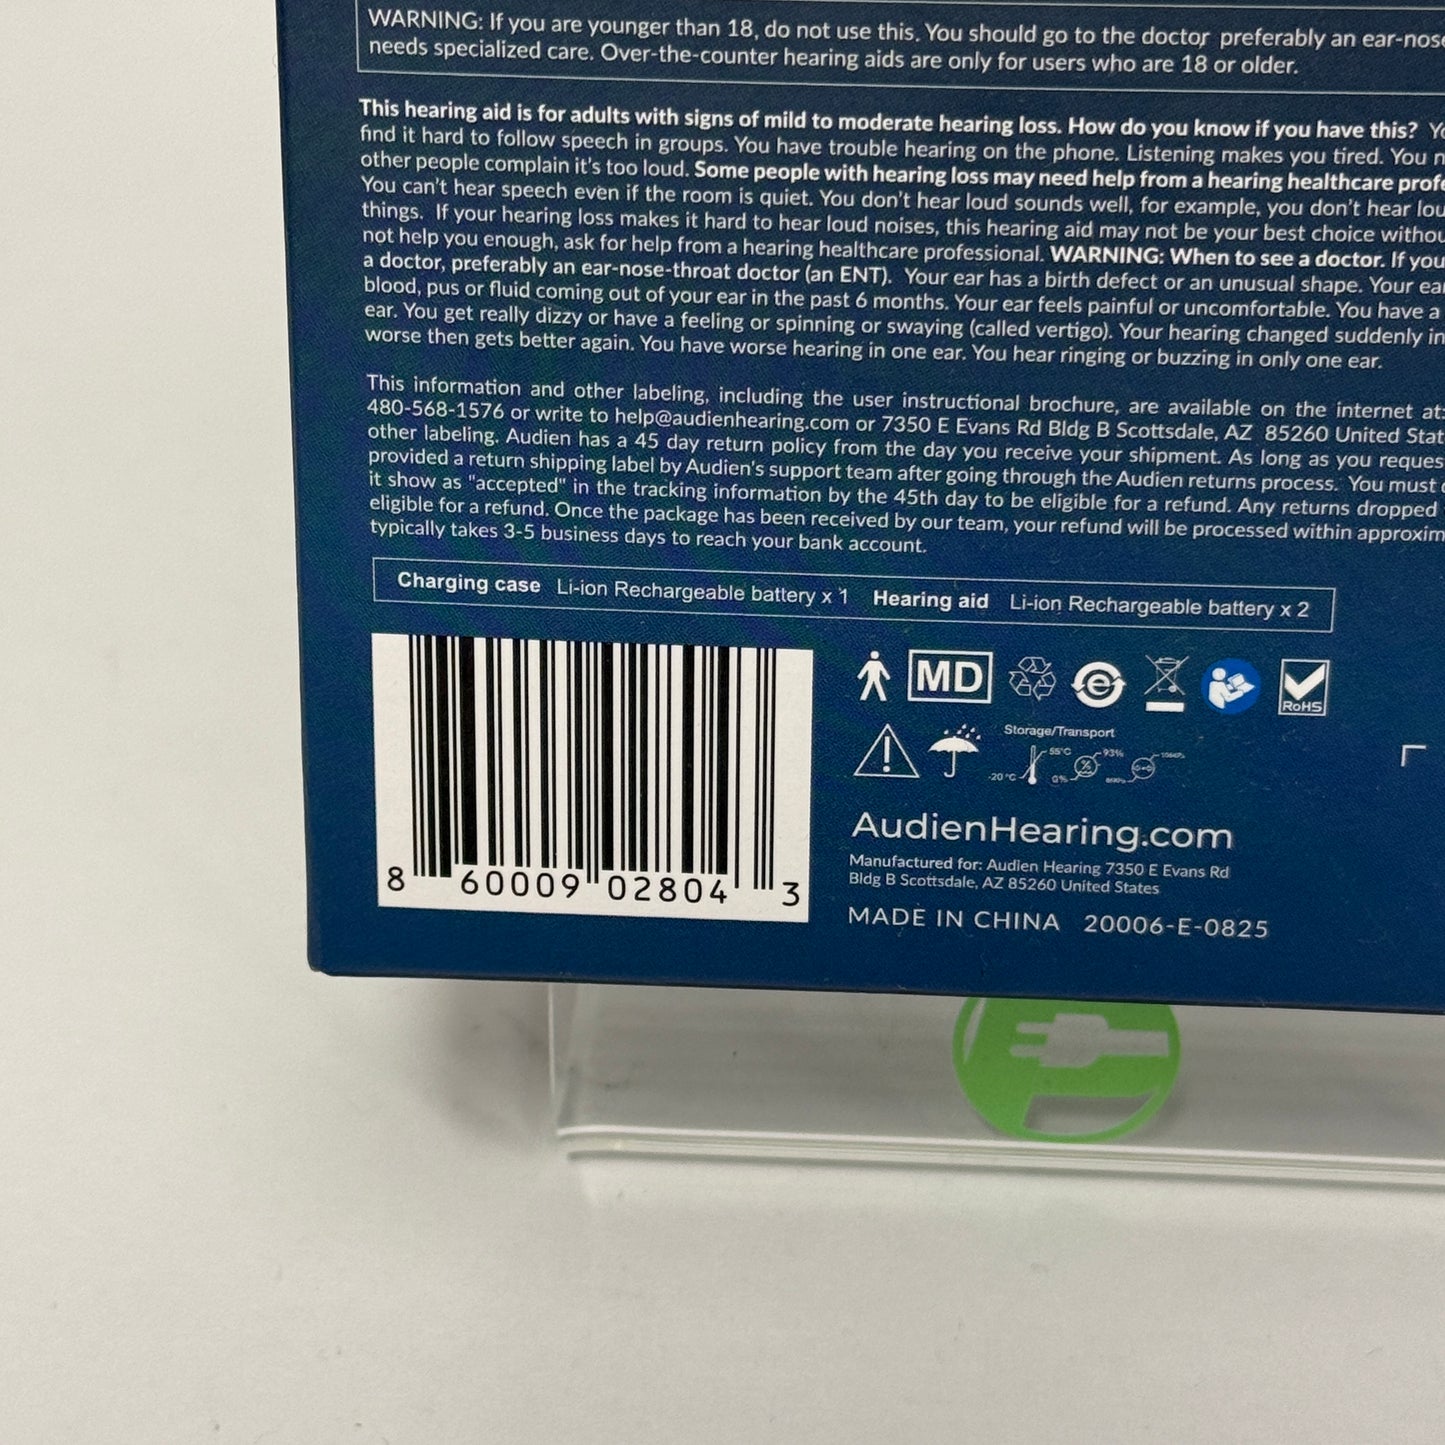 WARNING: If you are younger than 18, do not use this. You should go to the doctor preferably an ear-nose
needs specialized care. Over-the-counter hearing aids are only for users who are 18 or older.
This hearing aid is for adults with signs of mild to moderate hearing loss. How do you know if you have this?
find it hard to follow speech in groups. You have trouble hearing on the phone. Listening makes you tired. You
other people complain it's too loud. Some people with hearing loss may need help from a hearing healthcare
You can't hear speech even if the room is quiet. You don't hear loud sounds well, for example, you don't hear
things. If your hearing loss makes it hard to hear loud noises, this hearing aid may not be your best choice
not help you enough, ask for help from a hearing healthcare professional. WARNING: When to see a doctor. If you
a doctor, preferably an ear-nose-throat doctor (an ENT). Your ear has a birth defect or an unusual shape. Your
blood, pus or fluid coming out of your ear in the past 6 months. Your ear feels painful or uncomfortable. You have a
ear. You get really dizzy or have a feeling or spinning or swaying (called vertigo). Your hearing changed suddenly in
worse then gets better again. You have worse hearing in one ear. You hear ringing or buzzing in only one ear.
This information and other labeling, including the user instructional brochure, are available on the internet at:
480-568-1576 or write to help@audienhearing.com or 7350 E Evans Rd Bldg B Scottsdale, AZ 85260 United
other labeling. Audien has a 45 day return policy from the day you receive your shipment. As long as you
provided a return shipping label by Audien's support team after going through the Audien returns process. You must
it show as "accepted" in the tracking information by the 45th day to be eligible for a refund. Any returns dropped
eligible for a refund. Once the package has been received by our team, your refund will be processed within
typically takes 3-5 business days to reach your bank account.
Charging case Li-ion Rechargeable battery x 1 Hearing aid Li-ion Rechargeable battery x 2
MD
e
RoHS
Storage/Transport
55°C
93%
-20°C
0%
8 60009 02804 3
AudienHearing.com
Manufactured for: Audien Hearing 7350 E Evans Rd
Bldg B Scottsdale, AZ 85260 United States
MADE IN CHINA 20006-E-0825